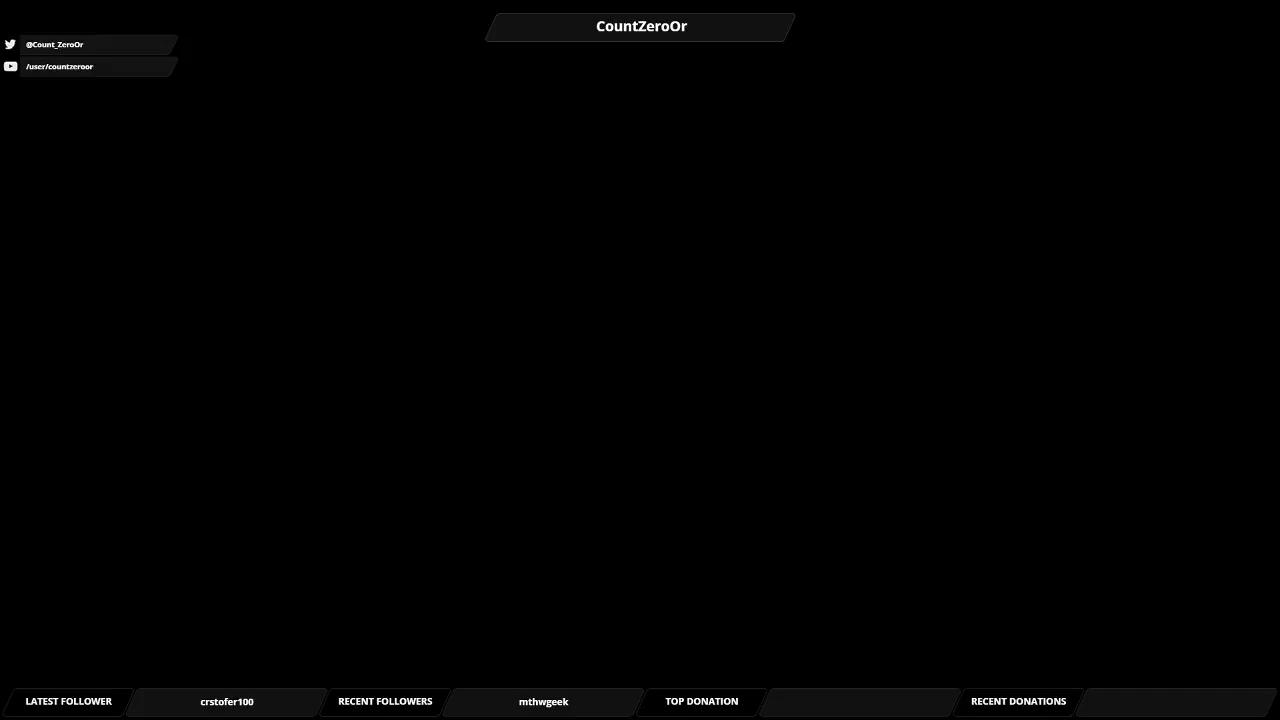 CountZeroOr
@Count_ZeroOr
/user/countzeroor
LATEST FOLLOWER crstofer100 RECENT FOLLOWERS mthwgeek TOP DONATION RECENT DONATIONS